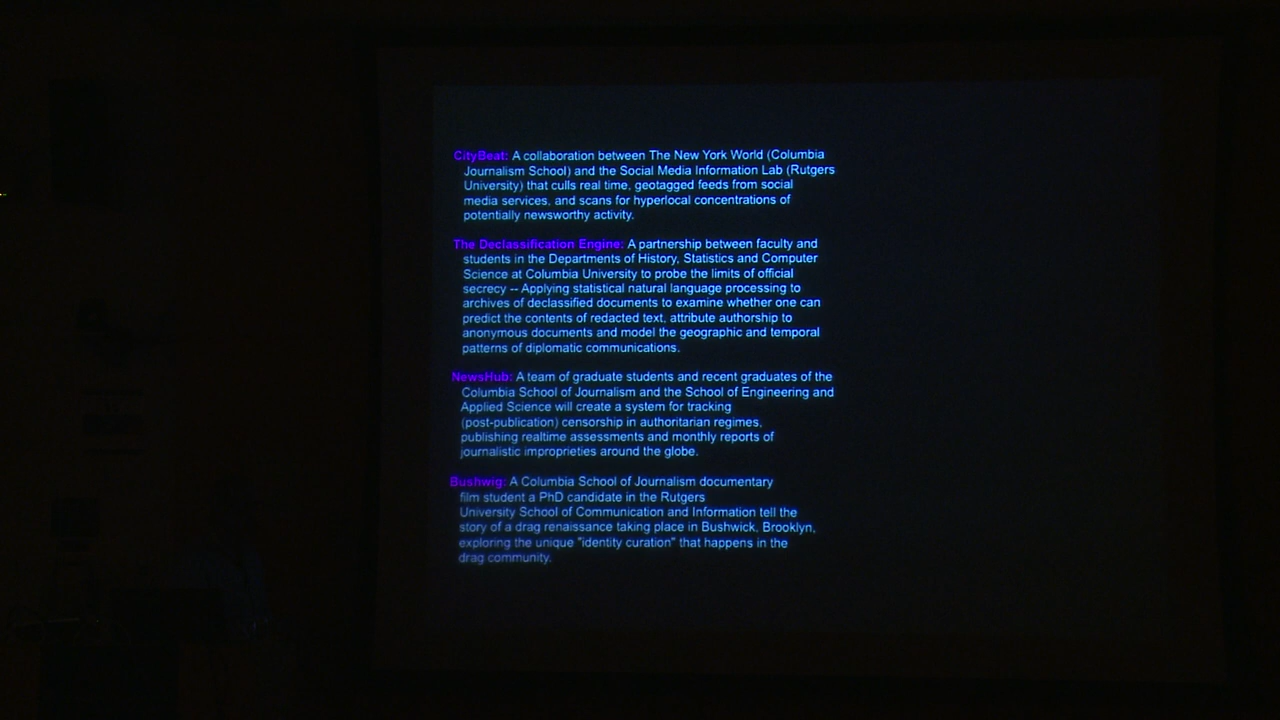 CityBeat: A collaboration between The New York World (Columbia
Journalism School) and the Social Media Information Lab (Rutgers
University) that culls real time, geotagged feeds from social
media services, and scans for hyperlocal concentrations of
potentially newsworthy activity.
The Declassification Engine: A partnership between faculty and
students in the Departments of History, Statistics and Computer
Science at Columbia University to probe the limits of official
secrecy -- Applying statistical natural language processing to
archives of declassified documents to examine whether one can
predict the contents of redacted text, attribute authorship to
anonymous documents and model the geographic and temporal
patterns of diplomatic communications.
NewsHub: A team of graduate students and recent graduates of the
Columbia School of Journalism and the School of Engineering and
Applied Science will create a system for tracking
(post-publication) censorship in authoritarian regimes,
publishing realtime assessments and monthly reports of
journalistic improprieties around the globe.
Bushwig: A Columbia School of Journalism documentary
film student a PhD candidate in the Rutgers
University School of Communication and Information tell the
story of a drag renaissance taking place in Bushwick, Brooklyn,
exploring the unique "identity curation" that happens in the
drag community.